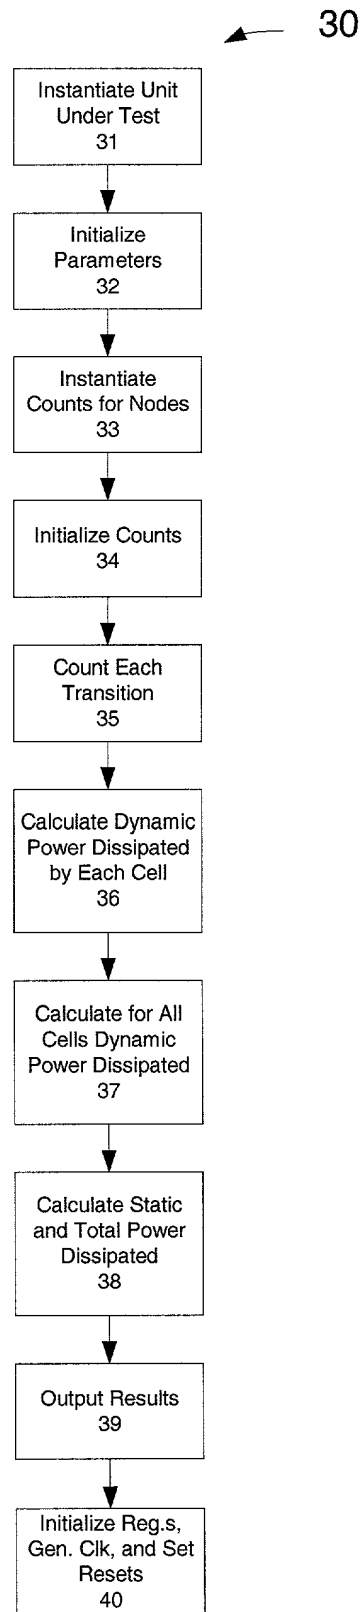 30
Instantiate Unit
Under Test
31
Initialize
Parameters
32
Instantiate
Counts for Nodes
33
Initialize Counts
34
Count Each
Transition
35
Calculate Dynamic
Power Dissipated
by Each Cell
36
Calculate for All
Cells Dynamic
Power Dissipated
37
Calculate Static
and Total Power
Dissipated
38
Output Results
39
Initialize Reg.s,
Gen. Clk, and Set
Resets
40